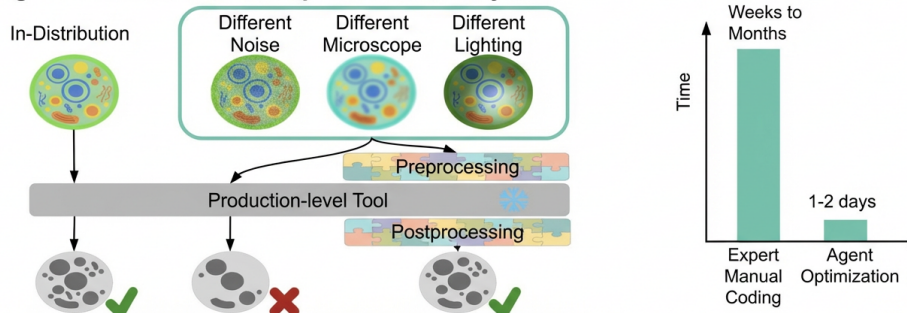 In-Distribution
Different
Noise
Different
Microscope
Different
Lighting
Preprocessing
Production-level Tool
Postprocessing
Weeks to
Months
Time
1-2 days
Expert
Manual
Coding
Agent
Optimization